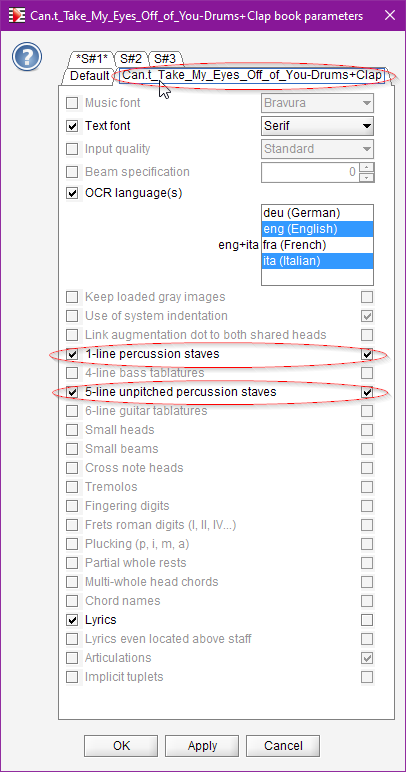 Can.t_Take_My_Eyes_Off_of_You-Drums+Clap book parameters
*S#1* S#2 S#3
Default Can.t_Take_My_Eyes_Off_of_You-Drums+Clap
Music font Bravura
Text font Serif
Input quality Standard
Beam specification 0
OCR language(s)
deu (German)
eng (English)
eng+ita fra (French)
ita (Italian)
Keep loaded gray images
Use of system indentation
Link augmentation dot to both shared heads
1-line percussion staves
4-line bass tablatures
5-line unpitched percussion staves
6-line guitar tablatures
Small heads
Small beams
Cross note heads
Tremolos
Fingering digits
Frets roman digits (I, II, IV...)
Plucking (p, i, m, a)
Partial whole rests
Multi-whole head chords
Chord names
Lyrics
Lyrics even located above staff
Articulations
Implicit tuplets
OK Apply Cancel